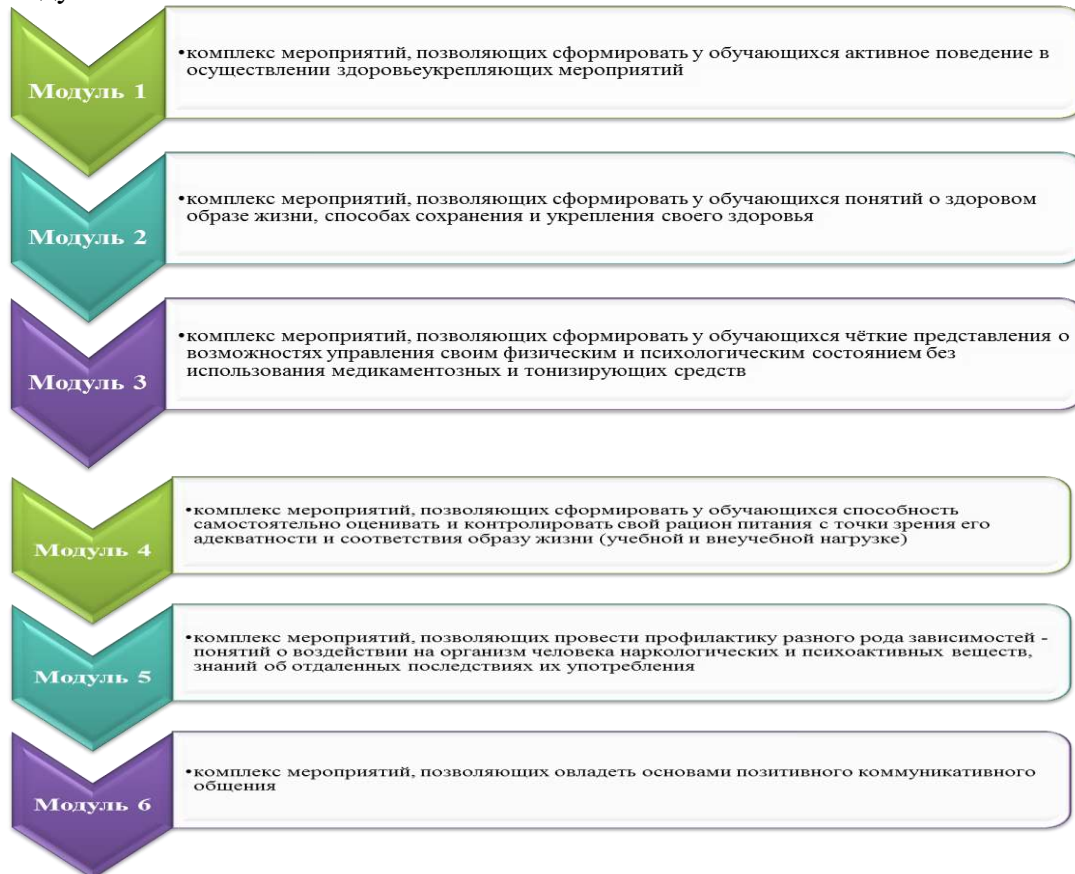 Модуль 1
•комплекс мероприятий, позволяющих сформировать у обучающихся активное поведение в
осуществлении здоровьеукрепляющих мероприятий
Модуль 2
•комплекс мероприятий, позволяющих сформировать у обучающихся понятий о здоровом
образе жизни, способах сохранения и укрепления своего здоровья
Модуль 3
•комплекс мероприятий, позволяющих сформировать у обучающихся чёткие представления о
возможностях управления своим физическим и психологическим состоянием без
использования медикаментозных и тонизирующих средств
Модуль 4
•комплекс мероприятий, позволяющих сформировать у обучающихся способность
самостоятельно оценивать и контролировать свой рацион питания с точки зрения его
адекватности и соответствия образу жизни (учебной и внеучебной нагрузке)
Модуль 5
•комплекс мероприятий, позволяющих провести профилактику разного рода зависимостей -
понятий о воздействии на организм человека наркологических и психоактивных веществ,
знаний об отдаленных последствиях их употребления
Модуль 6
•комплекс мероприятий, позволяющих овладеть основами позитивного коммуникативного
общения